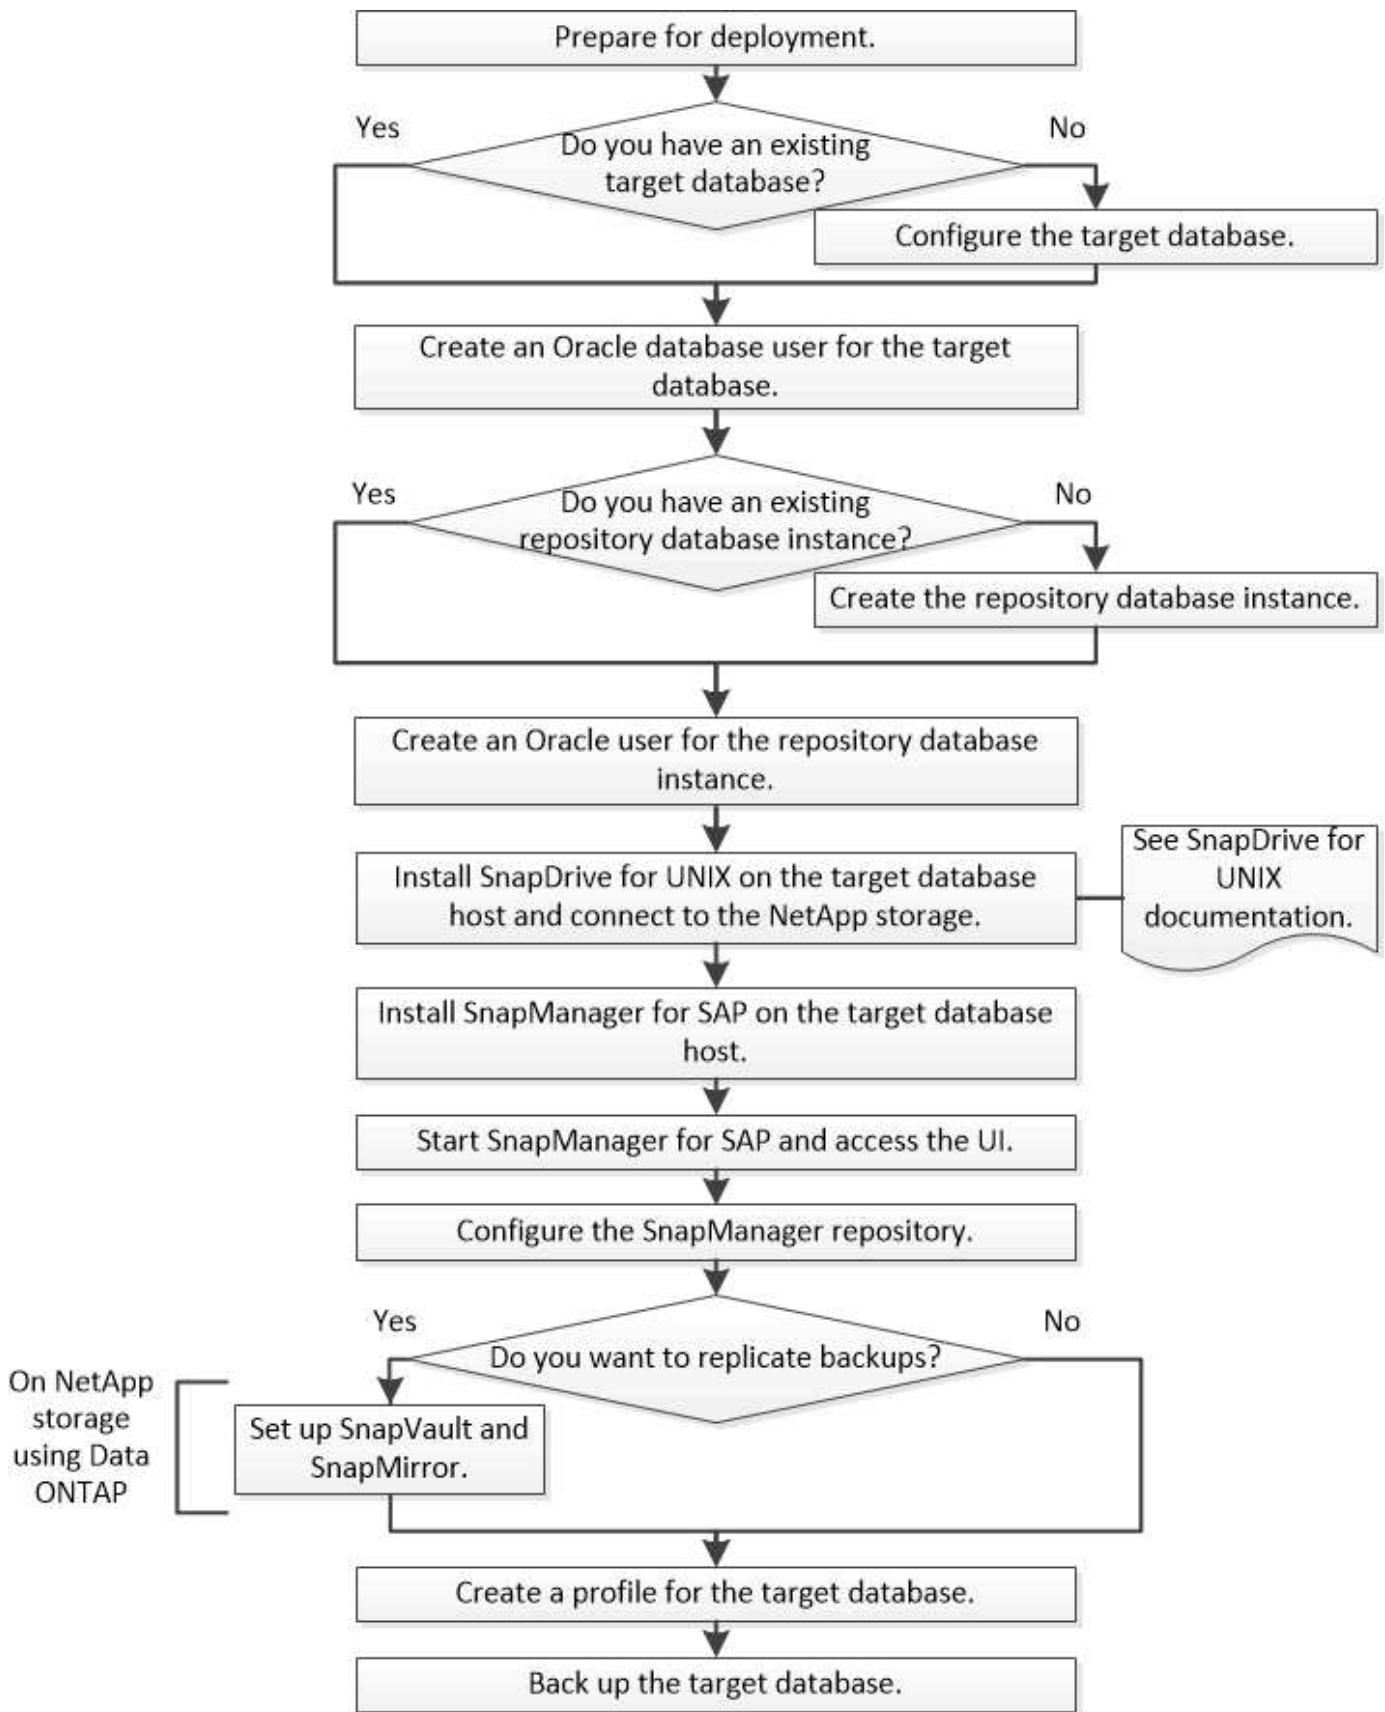 Prepare for deployment.
Yes
Do you have an existing
target database?
No
Configure the target database.
Create an Oracle database user for the target
database.
Yes
Do you have an existing
repository database instance?
No
Create the repository database instance.
Create an Oracle user for the repository database
instance.
Install SnapDrive for UNIX on the target database
host and connect to the NetApp storage.
See SnapDrive for
UNIX
documentation.
Install SnapManager for SAP on the target database
host.
Start SnapManager for SAP and access the UI.
Configure the SnapManager repository.
Yes
Do you want to replicate backups?
No
On NetApp
storage
using Data
ONTAP
Set up SnapVault and
SnapMirror.
Create a profile for the target database.
Back up the target database.